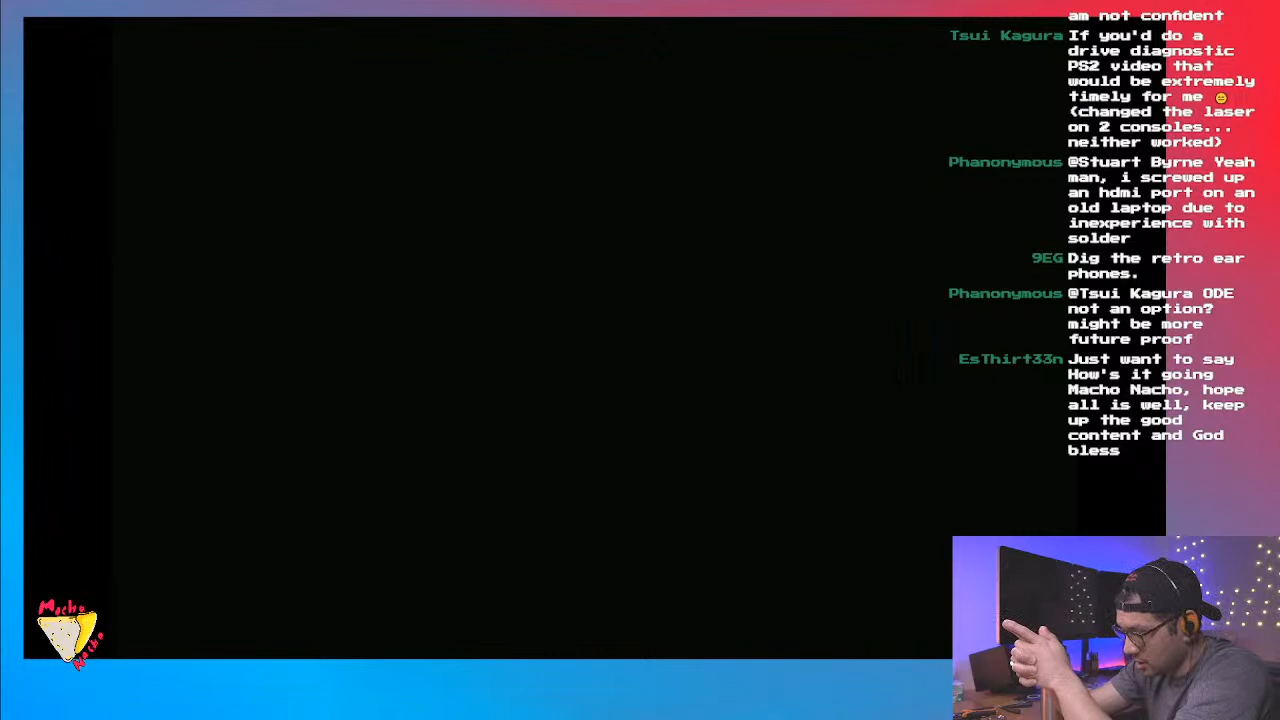 am not confident
Tsui Kagura If you'd do a
drive diagnostic
PS2 video that
would be extremely
timely for me
(changed the laser
on 2 consoles...
neither worked)
Phanonymous @Stuart Byrne Yeah
man, i screwed up
an hdmi port on an
old laptop due to
inexperience with
solder
9EG Dig the retro ear
phones.
Phanonymous @Tsui Kagura ODE
not an option?
might be more
future proof
EsThirt33n Just want to say
How's it going
Macho Nacho, hope
all is well, keep
up the good
content and God
bless
Macho
Nacho